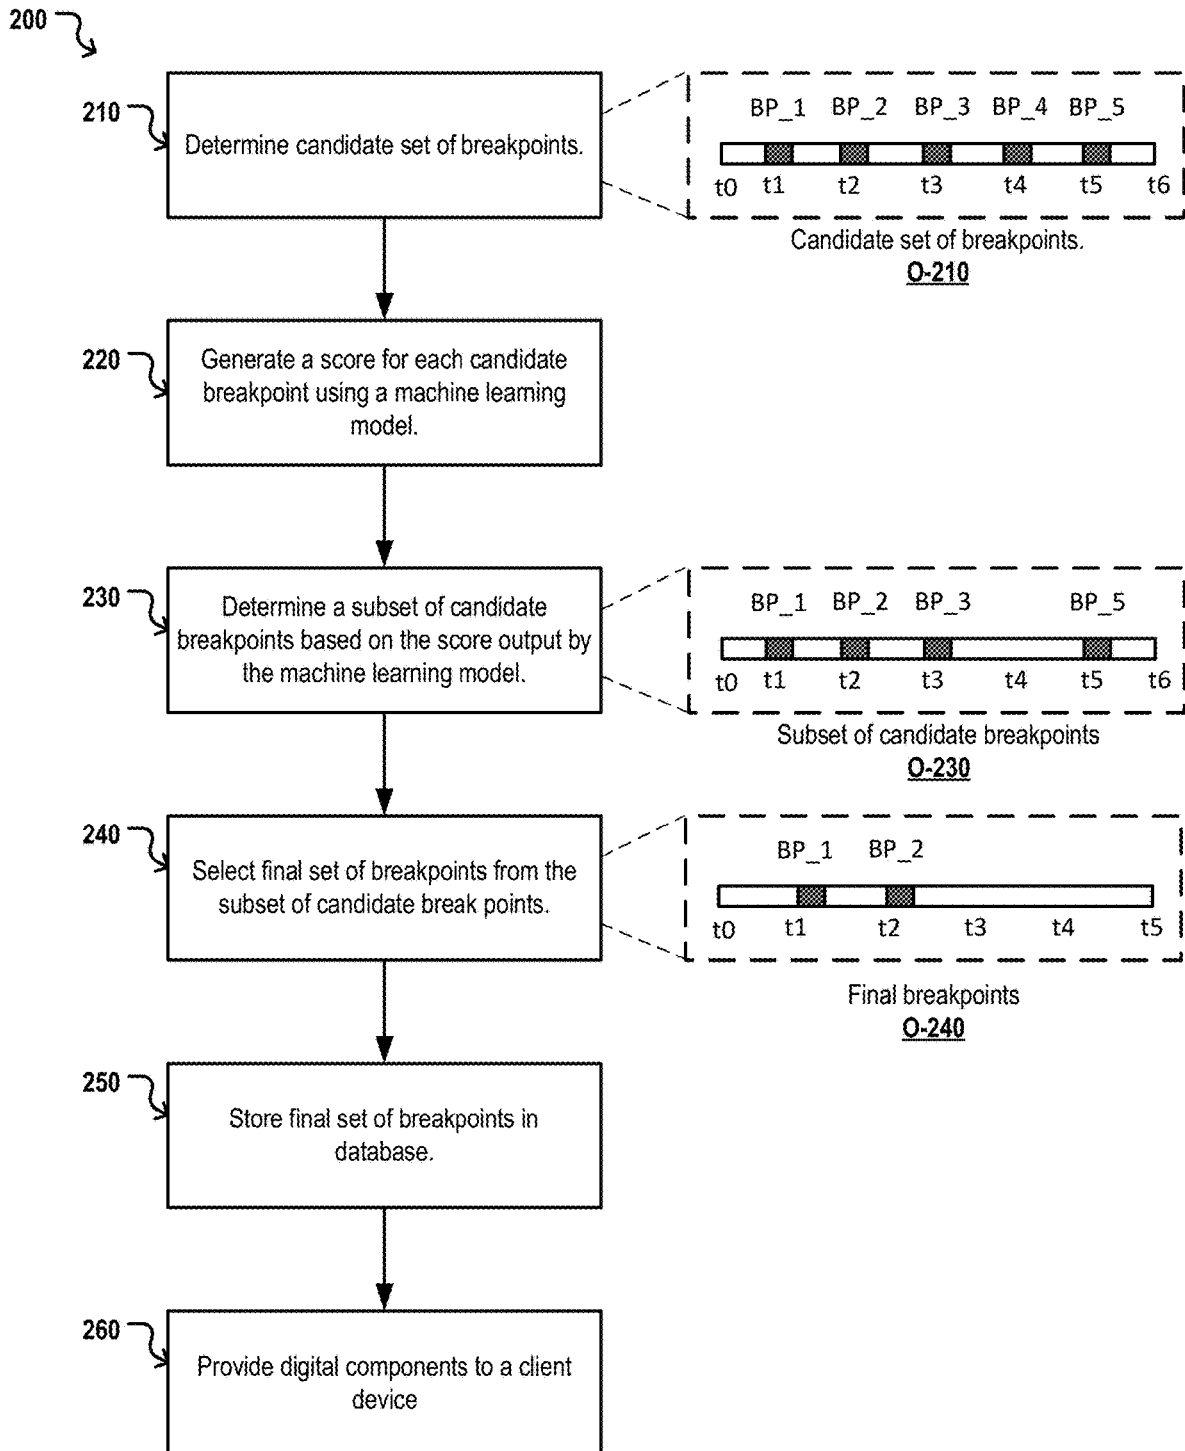 200
210
Determine candidate set of breakpoints.
BP_1 BP_2 BP_3 BP_4 BP_5
t0 t1 t2 t3 t4 t5 t6
Candidate set of breakpoints.
O-210
220
Generate a score for each candidate
breakpoint using a machine learning
model.
230
Determine a subset of candidate
breakpoints based on the score output by
the machine learning model.
BP_1 BP_2 BP_3 BP_5
t0 t1 t2 t3 t4 t5 t6
Subset of candidate breakpoints
O-230
240
Select final set of breakpoints from the
subset of candidate break points.
BP_1 BP_2
t0 t1 t2 t3 t4 t5
Final breakpoints
O-240
250
Store final set of breakpoints in
database.
260
Provide digital components to a client
device